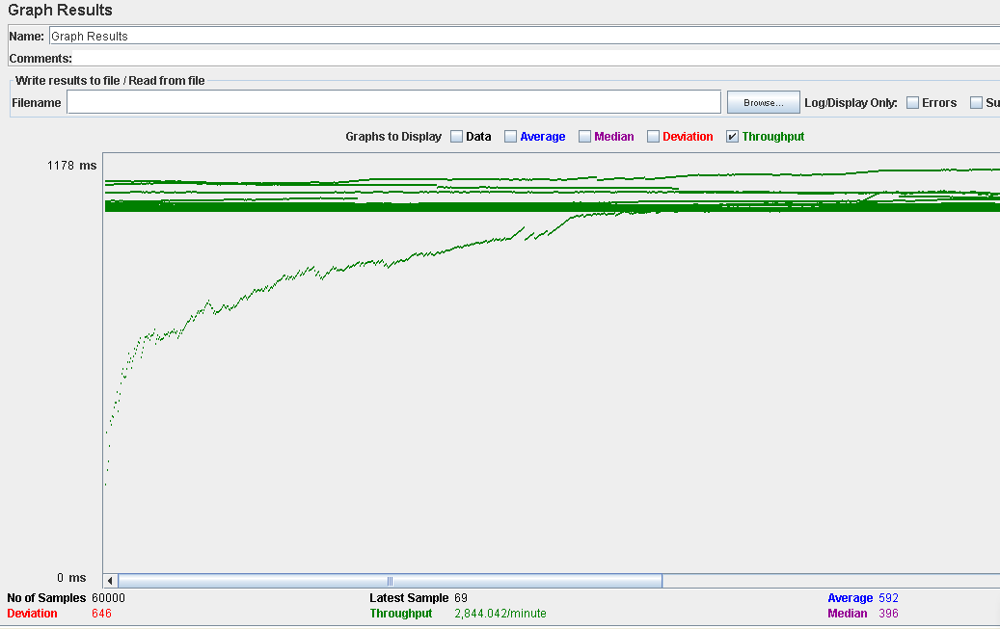 Graph Results
Name: Graph Results
Comments:
Write results to file / Read from file
Filename Browse... Log/Display Only: Errors Su
Graphs to Display Data Average Median Deviation Throughput
1178 ms
0 ms
No of Samples 60000 Latest Sample 69 Average 592
Deviation 646 Throughput 2,844.042/minute Median 396